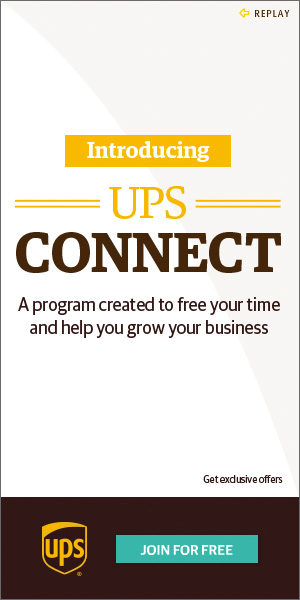 REPLAY
Introducing
UPS
CONNECT
A program created to free your time
and help you grow your business
Get exclusive offers
ups
JOIN FOR FREE